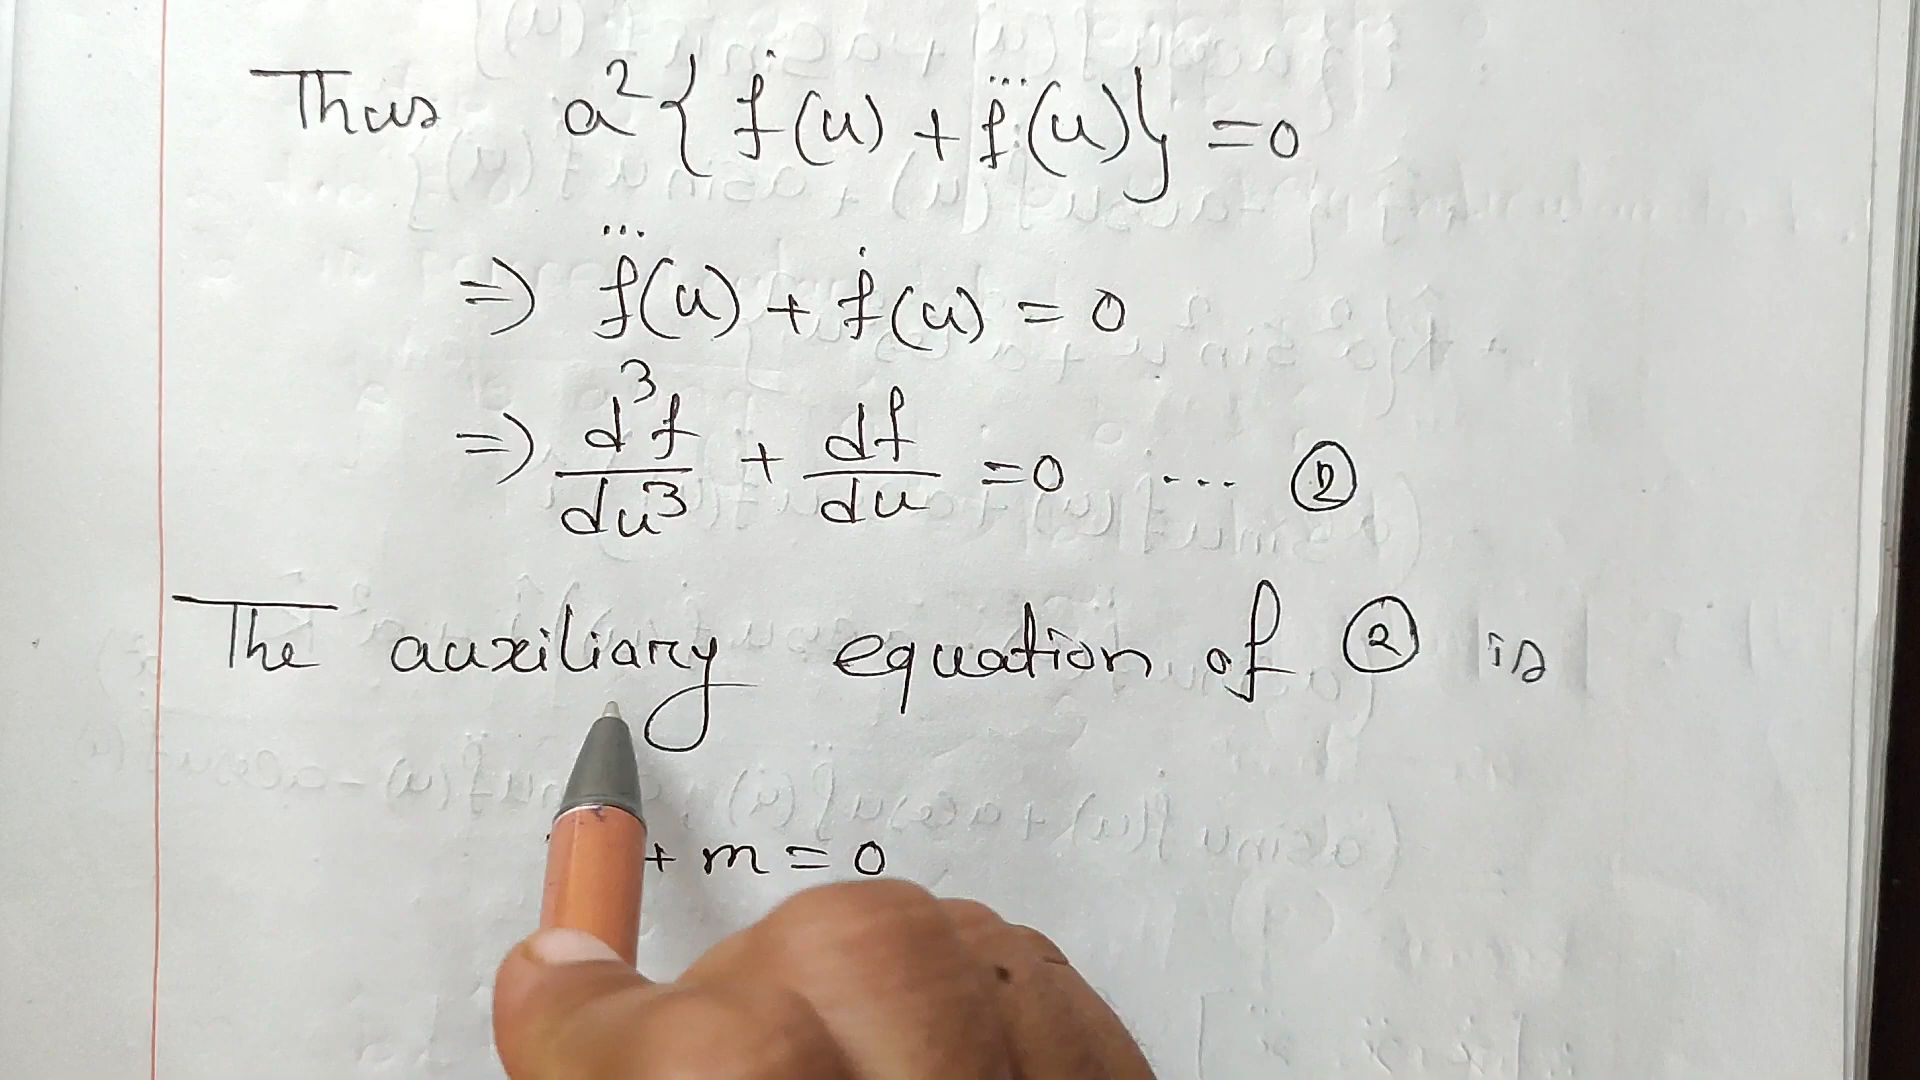 Thus a²{ḟ(u) + f⃛(u)} = 0
⇒ f⃛(u) + ḟ(u) = 0
⇒ d³f/du³ + df/du = 0 ... ②
The auxiliary equation of ② is
+ m = 0